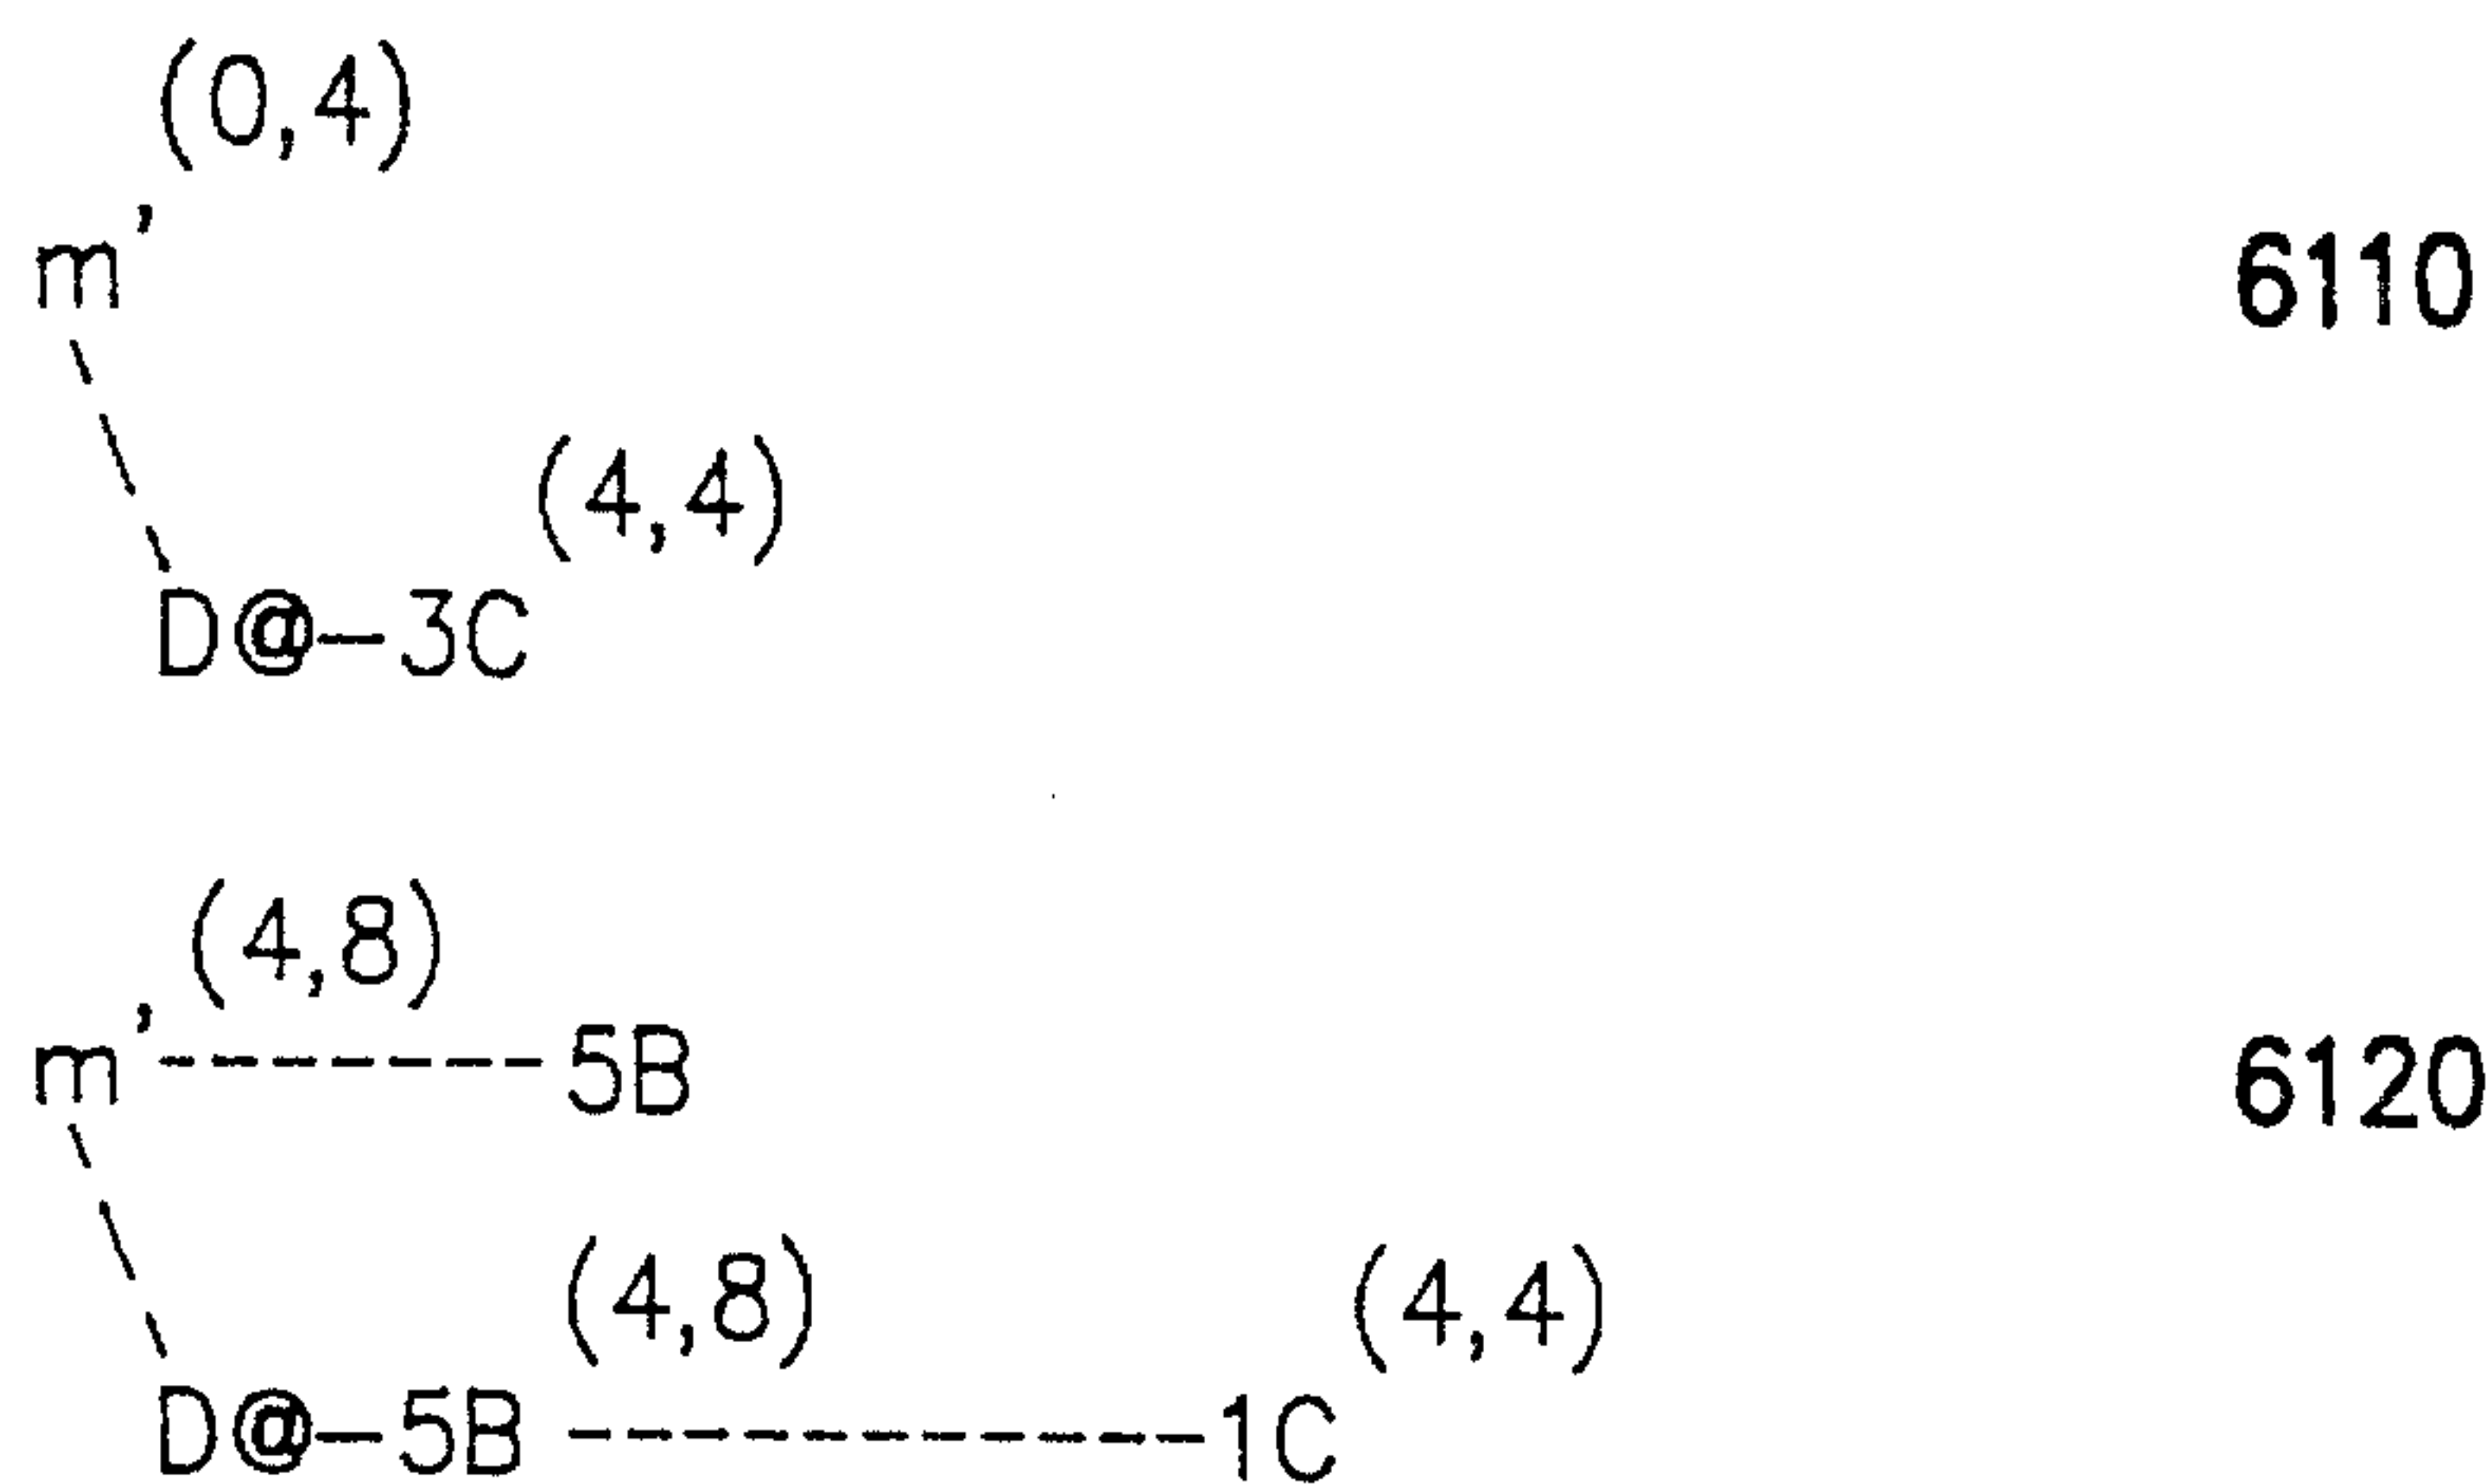 (0,4)
m' 6110
(4,4)
D@-3C
(4,8)
m'-------5B 6120
(4,8) (4,4)
D@-5B-----------1C